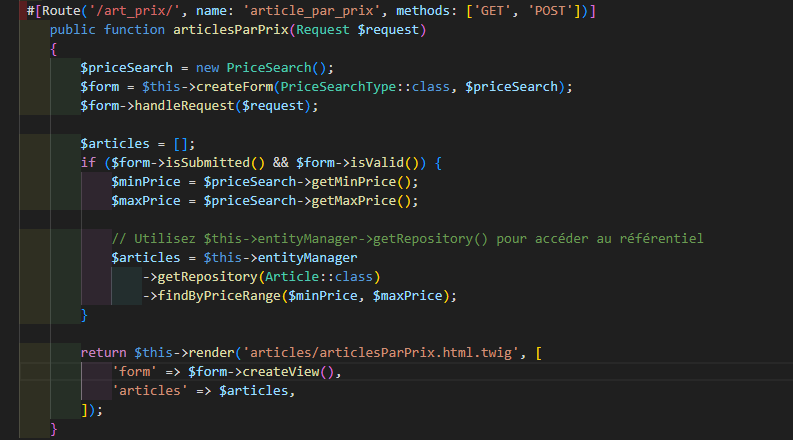 #[Route('/art_prix/', name: 'article_par_prix', methods: ['GET', 'POST'])]
public function articlesParPrix(Request $request)
{
$priceSearch = new PriceSearch();
$form = $this->createForm(PriceSearchType::class, $priceSearch);
$form->handleRequest($request);
$articles = [];
if ($form->isSubmitted() && $form->isValid()) {
$minPrice = $priceSearch->getMinPrice();
$maxPrice = $priceSearch->getMaxPrice();
// Utilisez $this->entityManager->getRepository() pour accéder au référentiel
$articles = $this->entityManager
->getRepository(Article::class)
->findByPriceRange($minPrice, $maxPrice);
}
return $this->render('articles/articlesParPrix.html.twig', [
'form' => $form->createView(),
'articles' => $articles,
]);
}